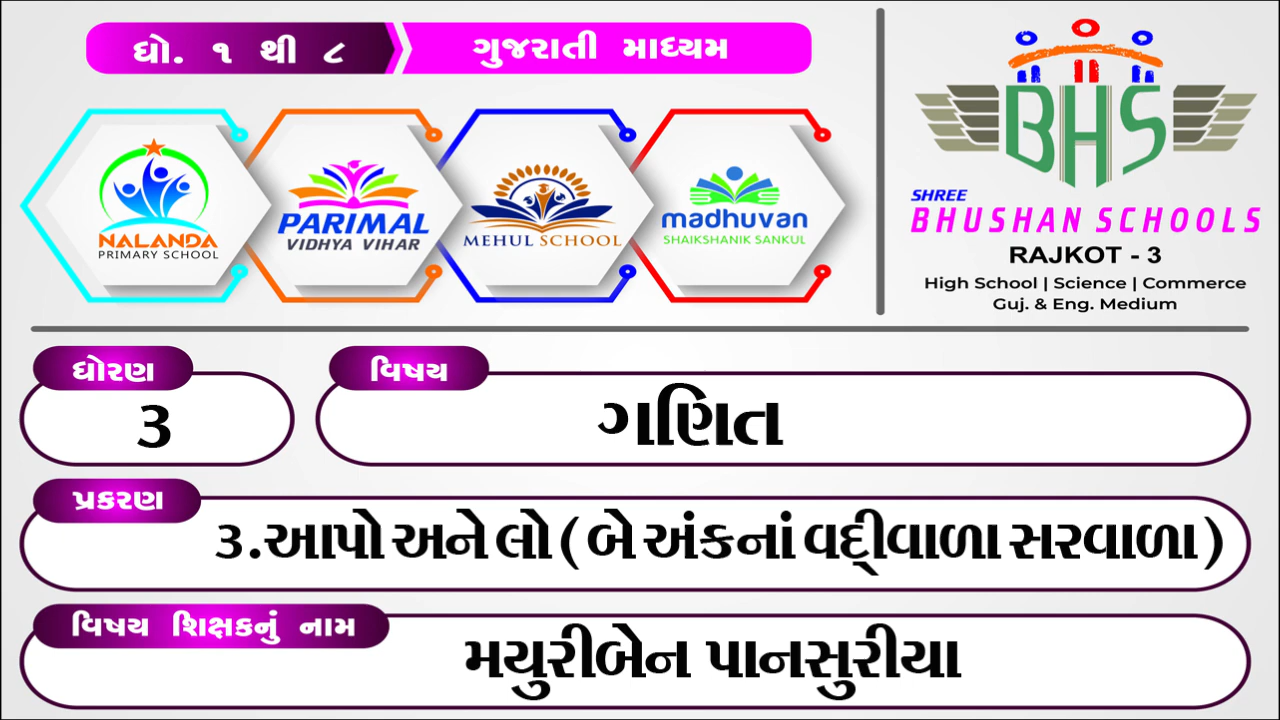 ધો. ૧ થી ૮
ગુજરાતી માધ્યમ
NALANDA
PRIMARY SCHOOL
PARIMAL
VIDHYA VIHAR
MEHUL SCHOOL
madhuvan
SHAIKSHANIK SANKUL
BHS
SHREE
BHUSHAN SCHOOLS
RAJKOT - 3
High School | Science | Commerce
Guj. & Eng. Medium
ધોરણ
૩
વિષય
ગણિત
પ્રકરણ
૩.આપો અને લો ( બે અંકનાં વદ્દીવાળા સરવાળા )
વિષય શિક્ષકનું નામ
મયુરીબેન પાનસુરીયા